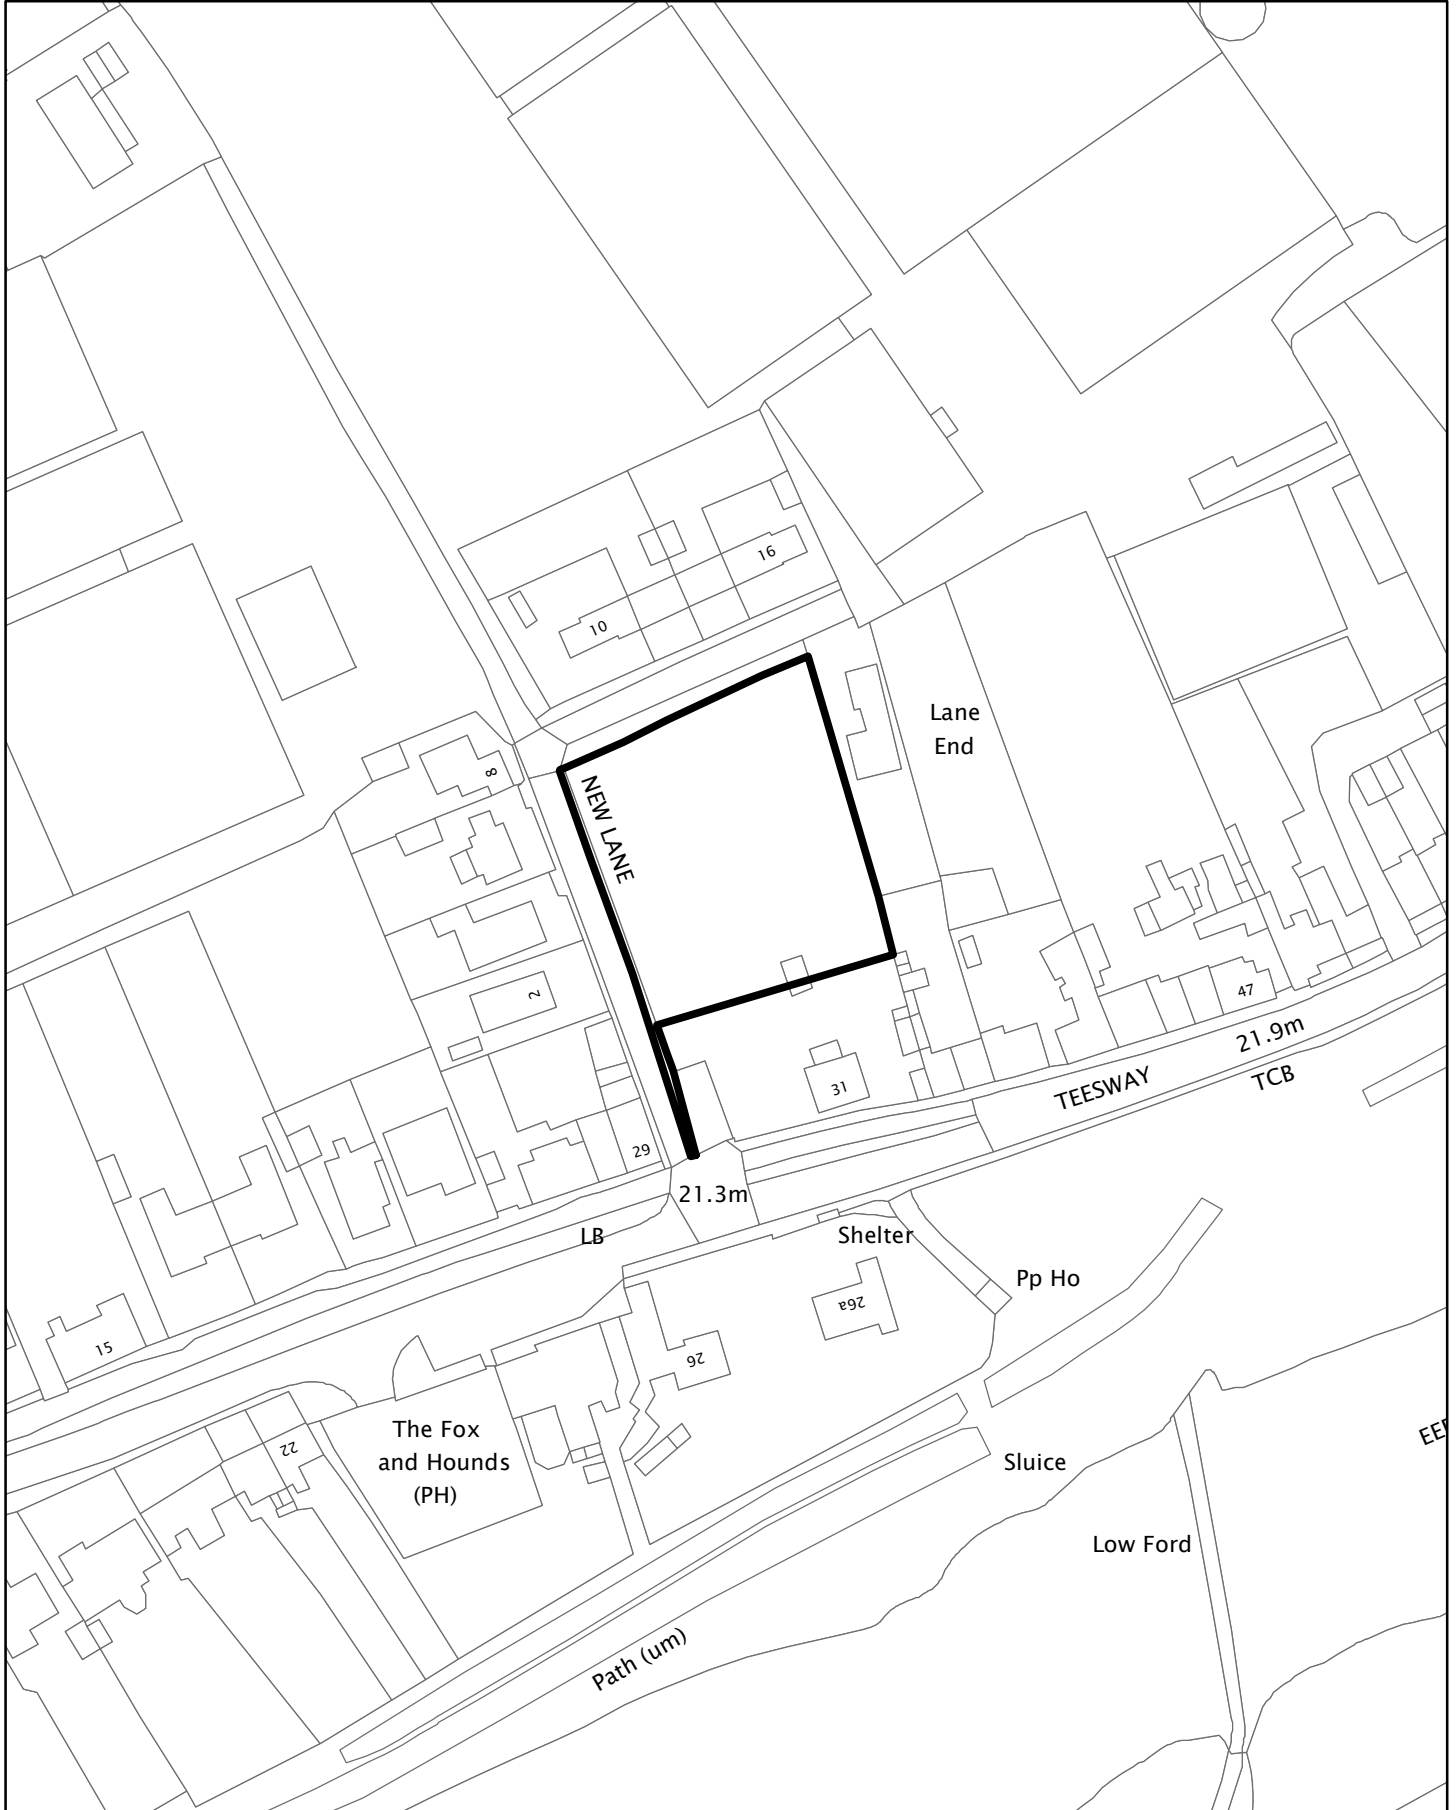 16
10
Lane
End
8
NEW LANE
2
47
21.9m
31
TEESWAY
TCB
29
21.3m
LB
Shelter
Pp Ho
26a
15
26
The Fox
and Hounds
(PH)
22
Sluice
EE
Low Ford
Path (um)